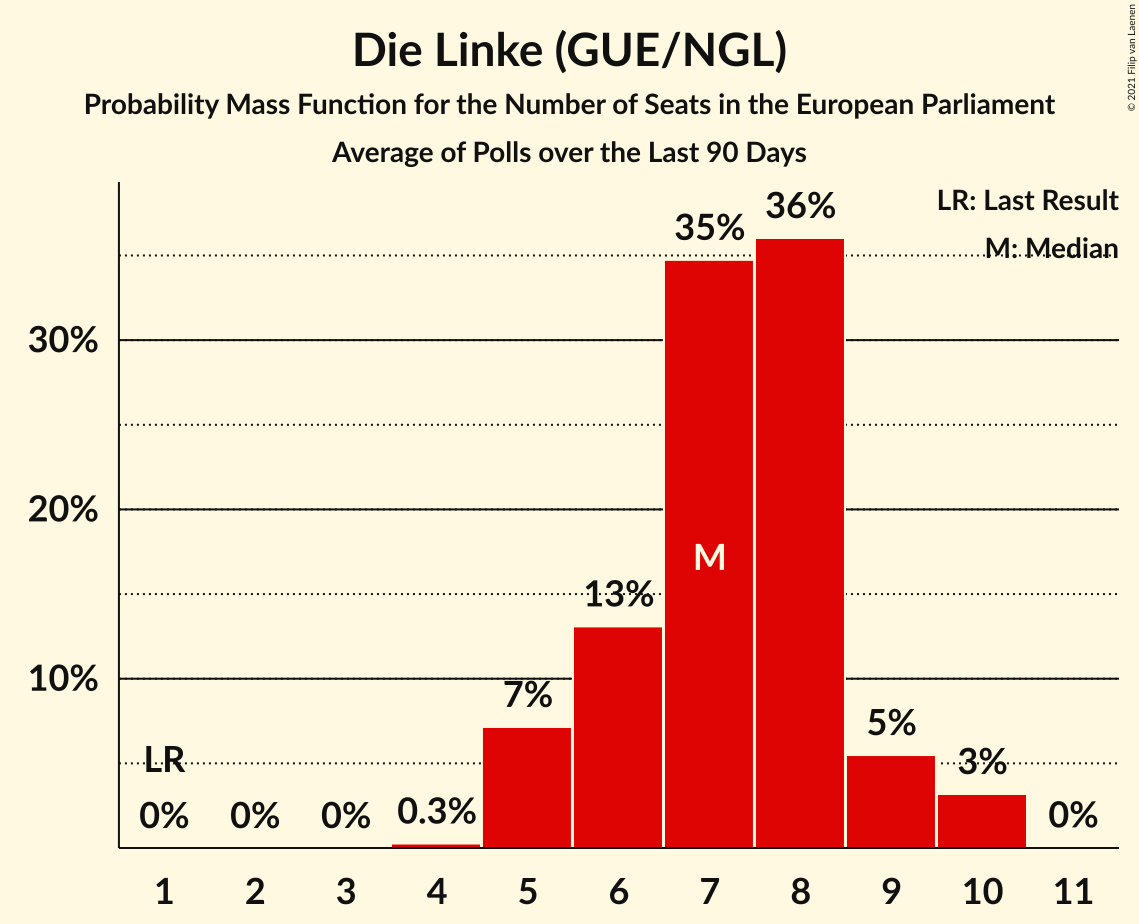 Die Linke (GUE/NGL)
Probability Mass Function for the Number of Seats in the European Parliament
Average of Polls over the Last 90 Days
© 2021 Filip van Laenen
LR: Last Result
M: Median
30%
20%
10%
LR
0%
0%
0%
0.3%
7%
13%
35%
M
36%
5%
3%
0%
1 2 3 4 5 6 7 8 9 10 11